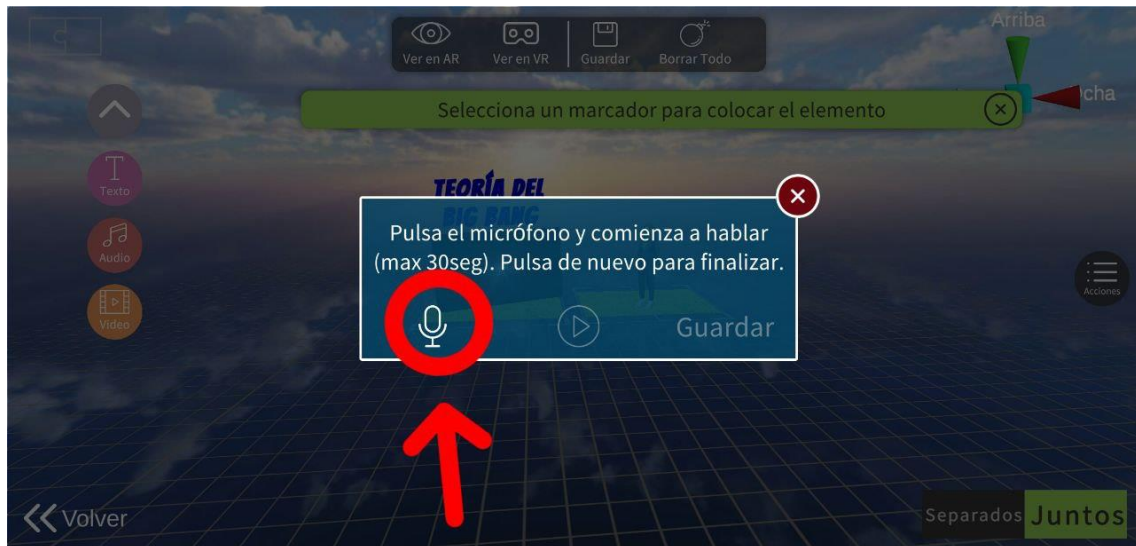 Ver en AR
Ver en VR
Guardar
Borrar Todo
Arriba
cha
Selecciona un marcador para colocar el elemento
Texto
Audio
Video
TEORÍA DEL
BIG BANG
Pulsa el micrófono y comienza a hablar
(max 30seg). Pulsa de nuevo para finalizar.
Guardar
Acciones
Volver
Separados Juntos